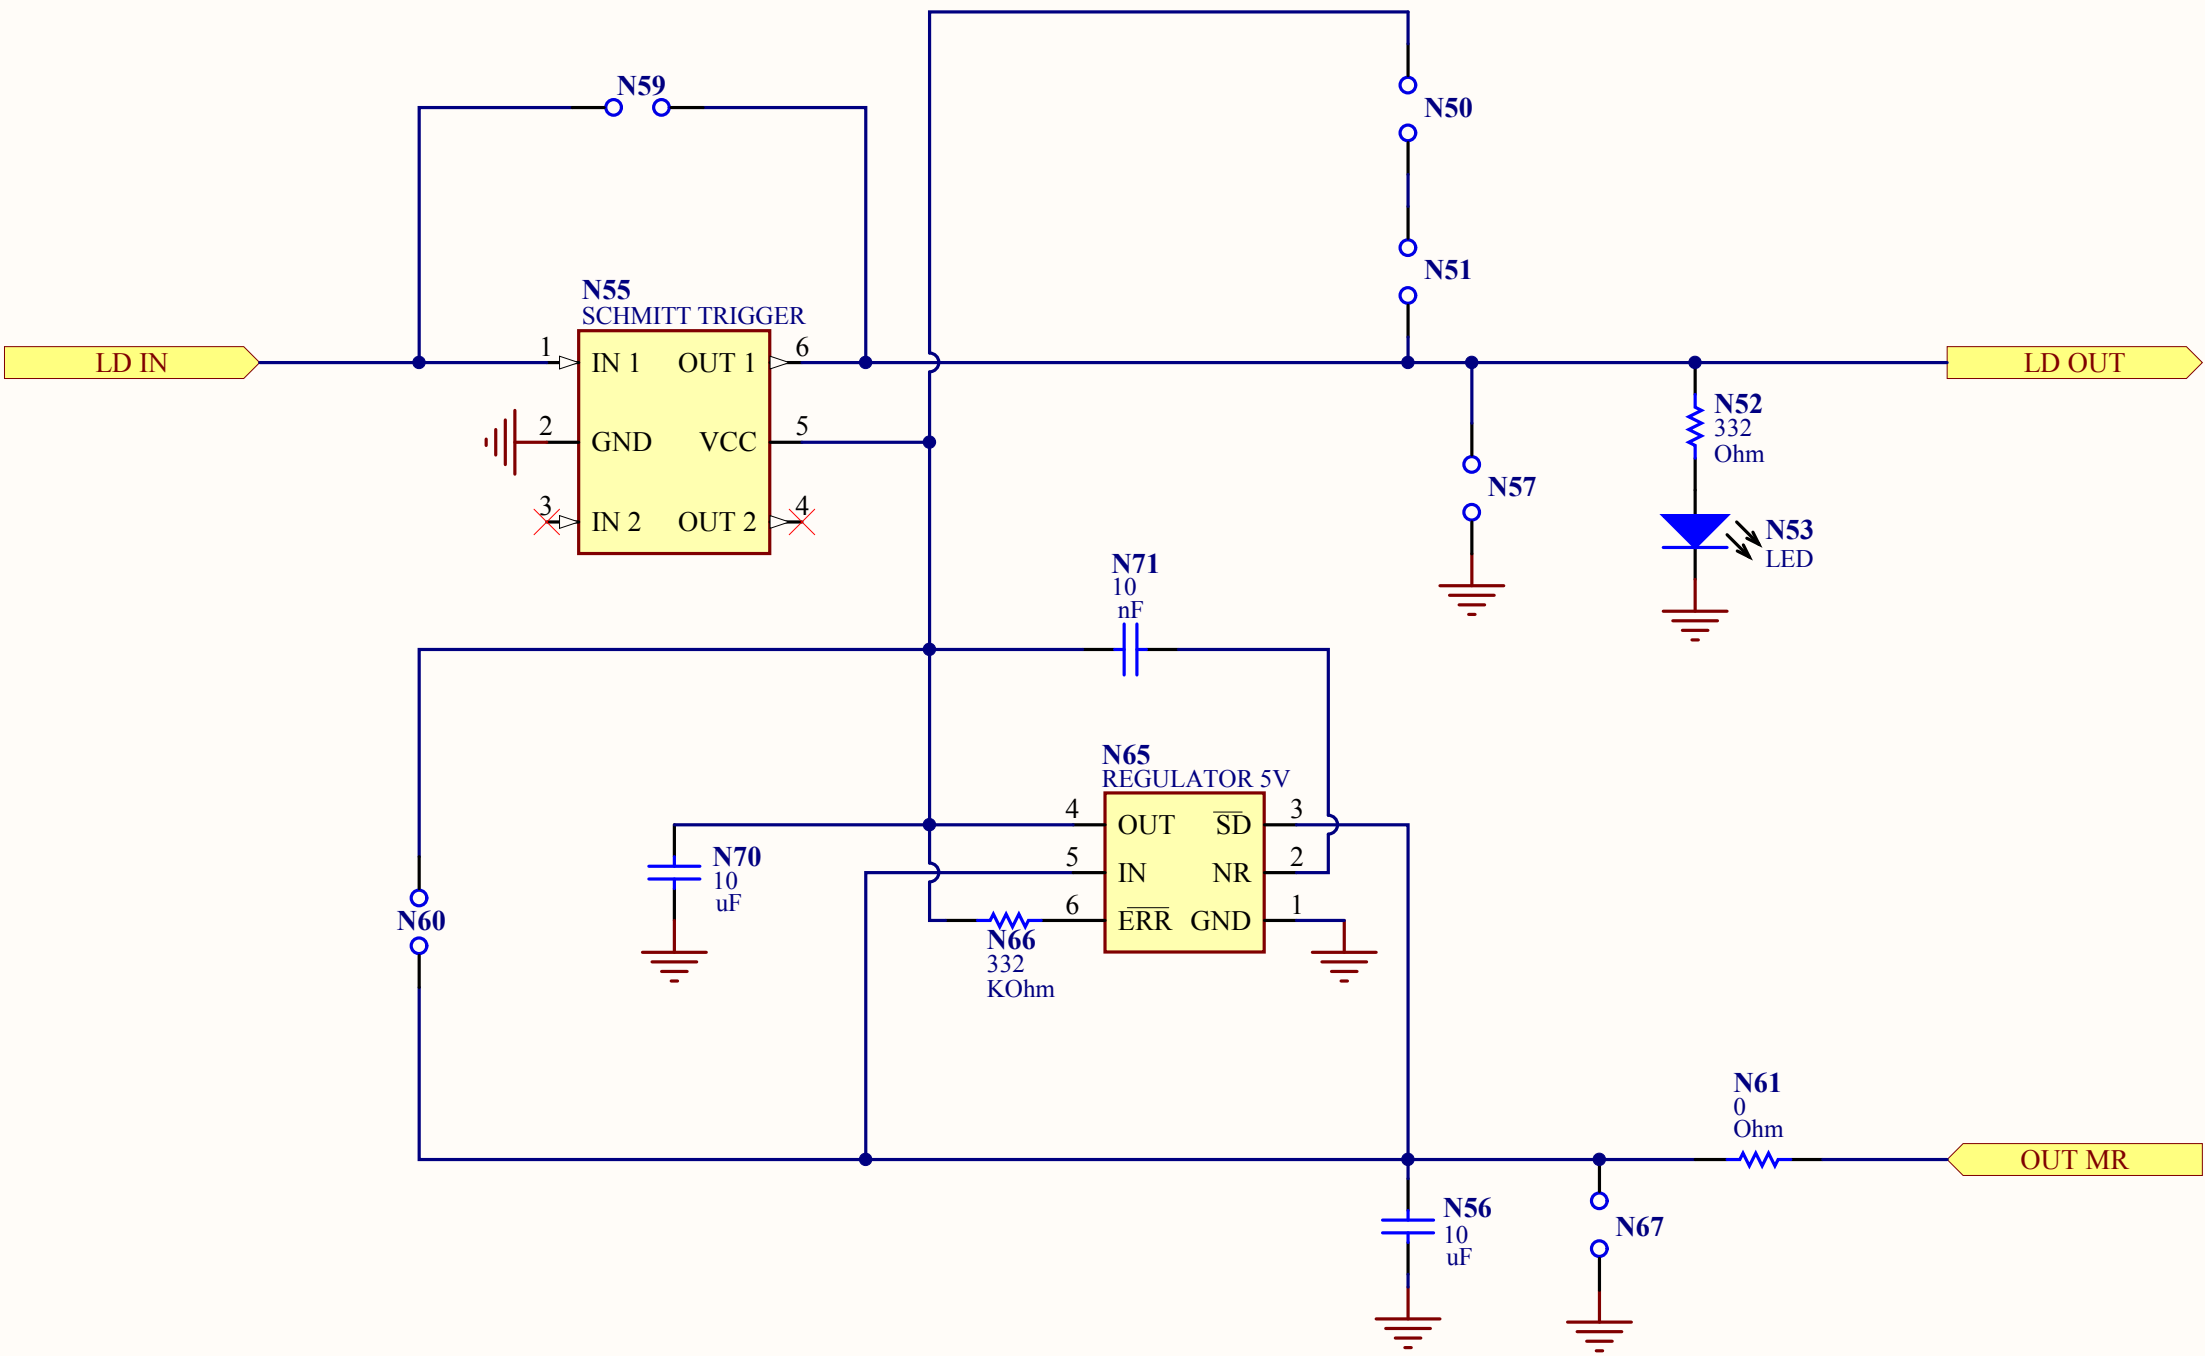 N59
N50
N51
N55
SCHMITT TRIGGER
LD IN
1
IN 1
OUT 1
6
LD OUT
2
GND
VCC
5
3
IN 2
OUT 2
4
N52
332
Ohm
N57
N53
LED
N71
10
nF
N65
REGULATOR 5V
4
OUT
SD
3
5
IN
NR
2
6
ERR
GND
1
N70
10
uF
N60
N66
332
KOhm
N61
0
Ohm
OUT MR
N56
10
uF
N67